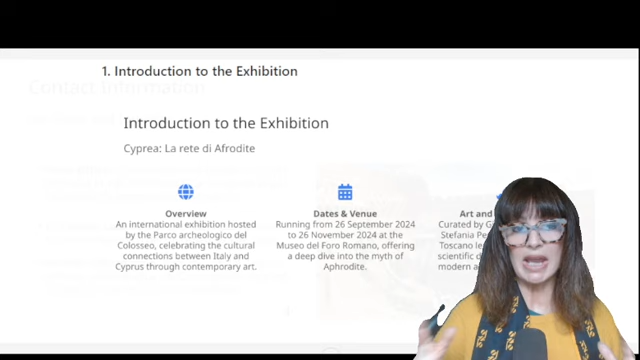 1. Introduction to the Exhibition
Contact Information
Introduction to the Exhibition
Cyprea: La rete di Afrodite
Overview
An international exhibition hosted
by the Parco archeologico del
Colosseo, celebrating the cultural
connections between Italy and
Cyprus through contemporary art.
Dates & Venue
Running from 26 September 2024
to 26 November 2024 at the
Museo del Foro Romano, offering
a deep dive into the myth of
Aphrodite.
Art and
Curated by
Stefania
Toscano
scientific
modern